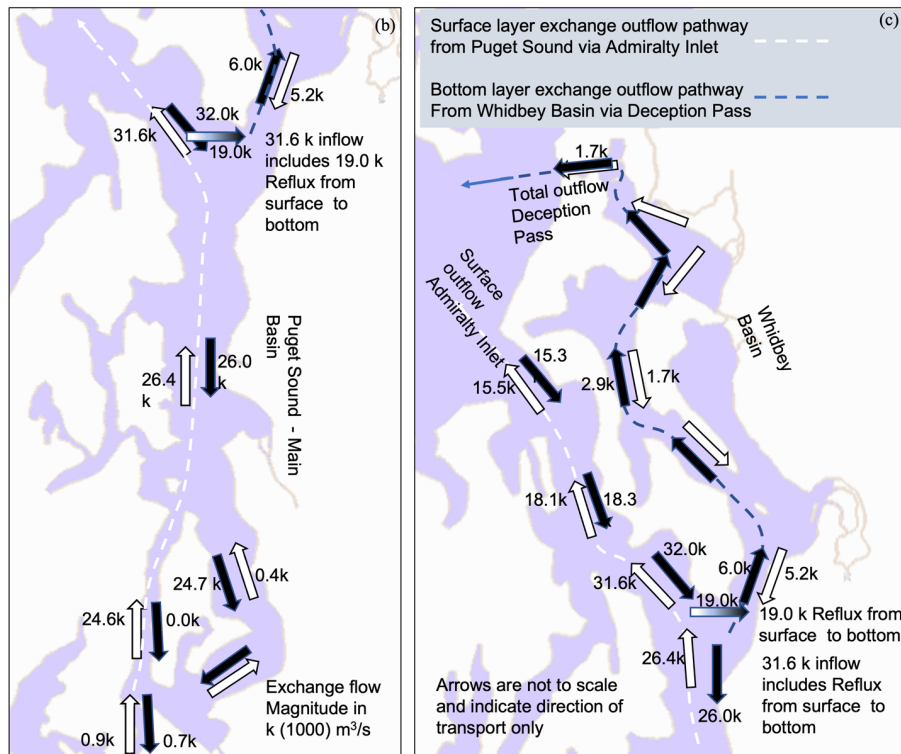 (b)
6.0k
5.2k
32.0k
31.6k
19.0k
31.6 k inflow
includes 19.0 k
Reflux from
surface to
bottom
Puget Sound - Main
Basin
26.4
k
26.0
k
24.7 k
0.4k
24.6k
0.0k
Exchange flow
Magnitude in
k (1000) m³/s
0.9k
0.7k
(c)
Surface layer exchange outflow pathway
from Puget Sound via Admiralty Inlet
Bottom layer exchange outflow pathway
From Whidbey Basin via Deception Pass
1.7k
Total outflow
Deception
Pass
Surface
outflow
Admiralty Inlet
Whidbey
Basin
15.3
15.5k
2.9k
1.7k
18.1k
18.3
32.0k
31.6k
6.0k
5.2k
19.0k
19.0 k Reflux from
surface to bottom
26.4k
26.0k
31.6 k inflow
includes Reflux
from surface to
bottom
Arrows are not to scale
and indicate direction of
transport only